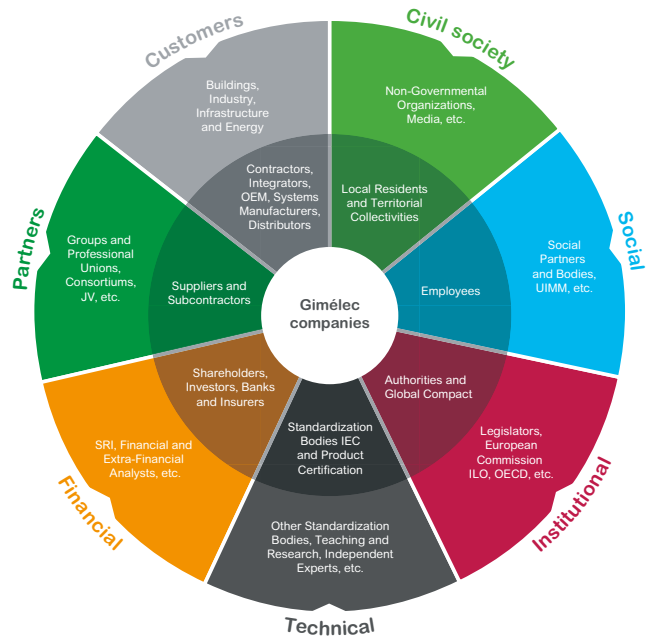 Customers
Buildings,
Industry,
Infrastructure
and Energy
Contractors,
Integrators,
OEM, Systems
Manufacturers,
Distributors
Civil society
Non-Governmental
Organizations,
Media, etc.
Local Residents
and Territorial
Collectivities
Social
Social
Partners
and Bodies,
UIMM, etc.
Employees
Institutional
Legislators,
European
Commission
ILO, OECD, etc.
Authorities and
Global Compact
Technical
Other Standardization
Bodies, Teaching and
Research, Independent
Experts, etc.
Standardization
Bodies IEC
and Product
Certification
Financial
SRI, Financial and
Extra-Financial
Analysts, etc.
Shareholders,
Investors, Banks
and Insurers
Partners
Groups and
Professional
Unions,
Consortiums,
JV, etc.
Suppliers and
Subcontractors
Gimélec
companies